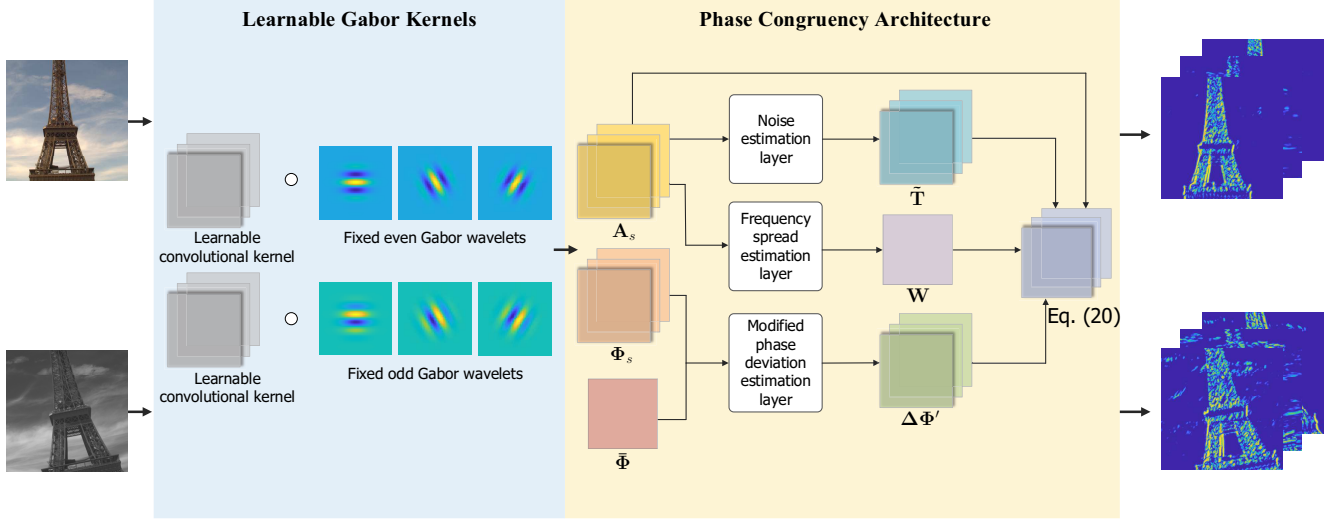 Learnable Gabor Kernels
Phase Congruency Architecture
Learnable
convolutional kernel
Fixed even Gabor wavelets
Learnable
convolutional kernel
Fixed odd Gabor wavelets
A_s
Φ_s
Φ̄
Noise
estimation
layer
Frequency
spread
estimation
layer
Modified
phase
deviation
estimation
layer
T̃
W
ΔΦ′
Eq. (20)